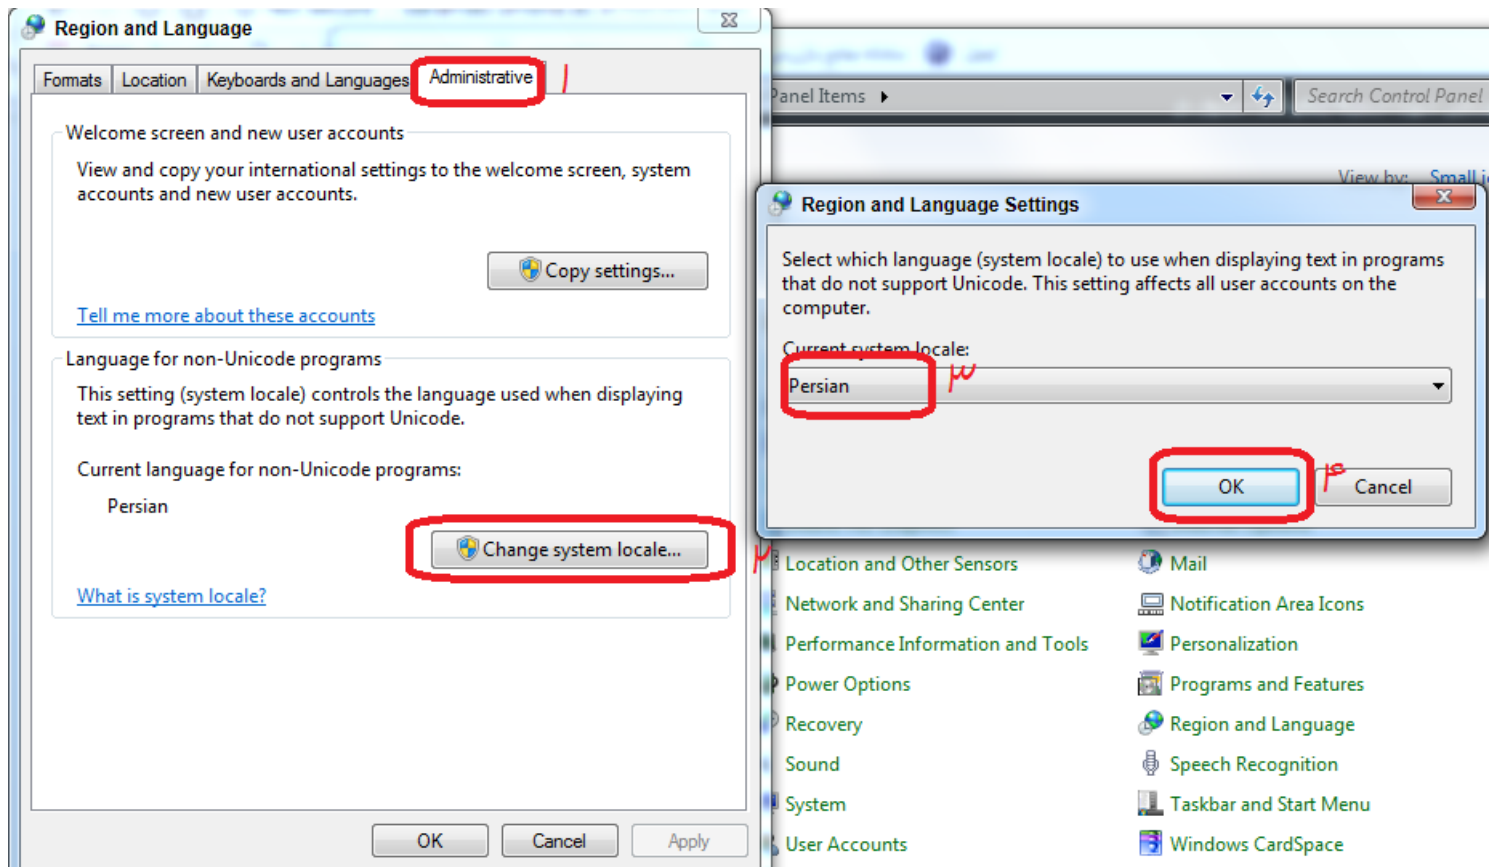 Region and Language
Formats
Location
Keyboards and Languages
Administrative
۱
Welcome screen and new user accounts
View and copy your international settings to the welcome screen, system
accounts and new user accounts.
Copy settings...
Tell me more about these accounts
Language for non-Unicode programs
This setting (system locale) controls the language used when displaying
text in programs that do not support Unicode.
Current language for non-Unicode programs:
Persian
Change system locale...
۲
What is system locale?
OK
Cancel
Apply
Panel Items
Search Control Panel
View by:
Small
Region and Language Settings
Select which language (system locale) to use when displaying text in programs
that do not support Unicode. This setting affects all user accounts on the
computer.
Current system locale:
Persian
۳
OK
۴
Cancel
Location and Other Sensors
Mail
Network and Sharing Center
Notification Area Icons
Performance Information and Tools
Personalization
Power Options
Programs and Features
Recovery
Region and Language
Sound
Speech Recognition
System
Taskbar and Start Menu
User Accounts
Windows CardSpace